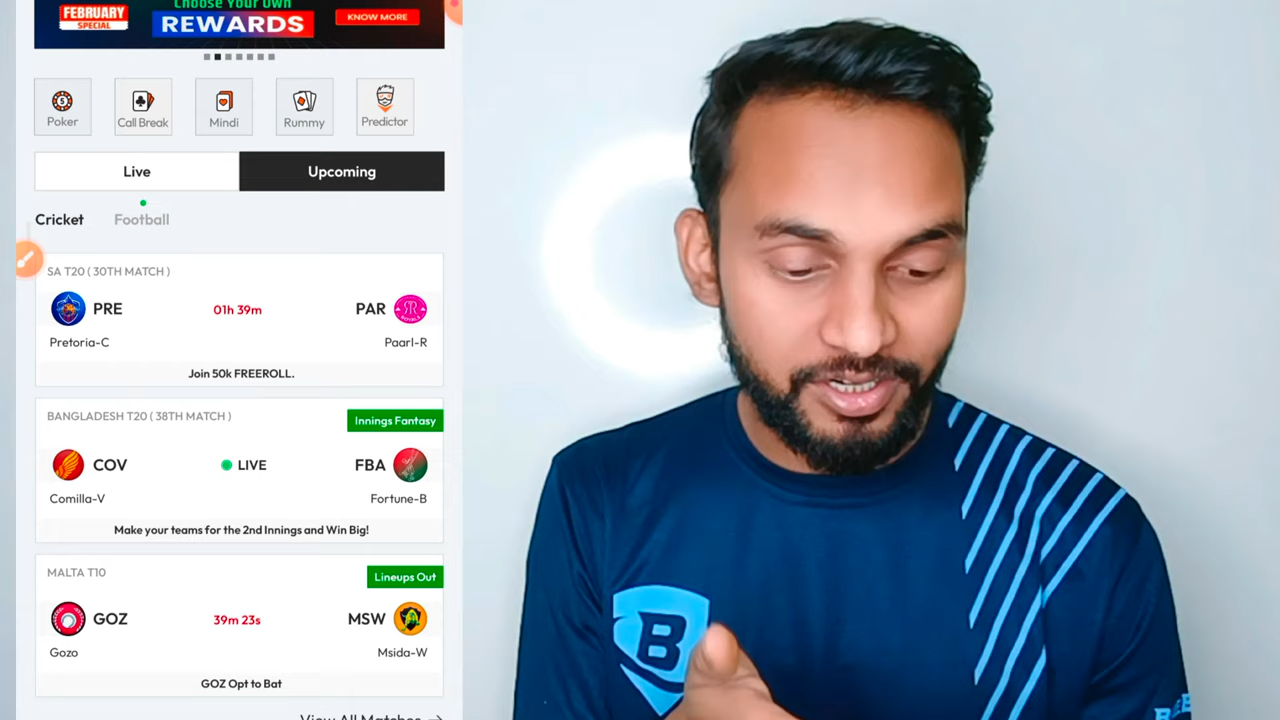 Choose Your Own
FEBRUARY
SPECIAL
REWARDS
KNOW MORE
Poker
Call Break
Mindi
Rummy
Predictor
Live
Upcoming
Cricket
Football
SA T20 ( 30TH MATCH )
PRE
01h 39m
PAR
Pretoria-C
Paarl-R
Join 50k FREEROLL.
BANGLADESH T20 ( 38TH MATCH )
Innings Fantasy
COV
LIVE
FBA
Comilla-V
Fortune-B
Make your teams for the 2nd Innings and Win Big!
MALTA T10
Lineups Out
GOZ
39m 23s
MSW
Gozo
Msida-W
GOZ Opt to Bat
View All Matches
B